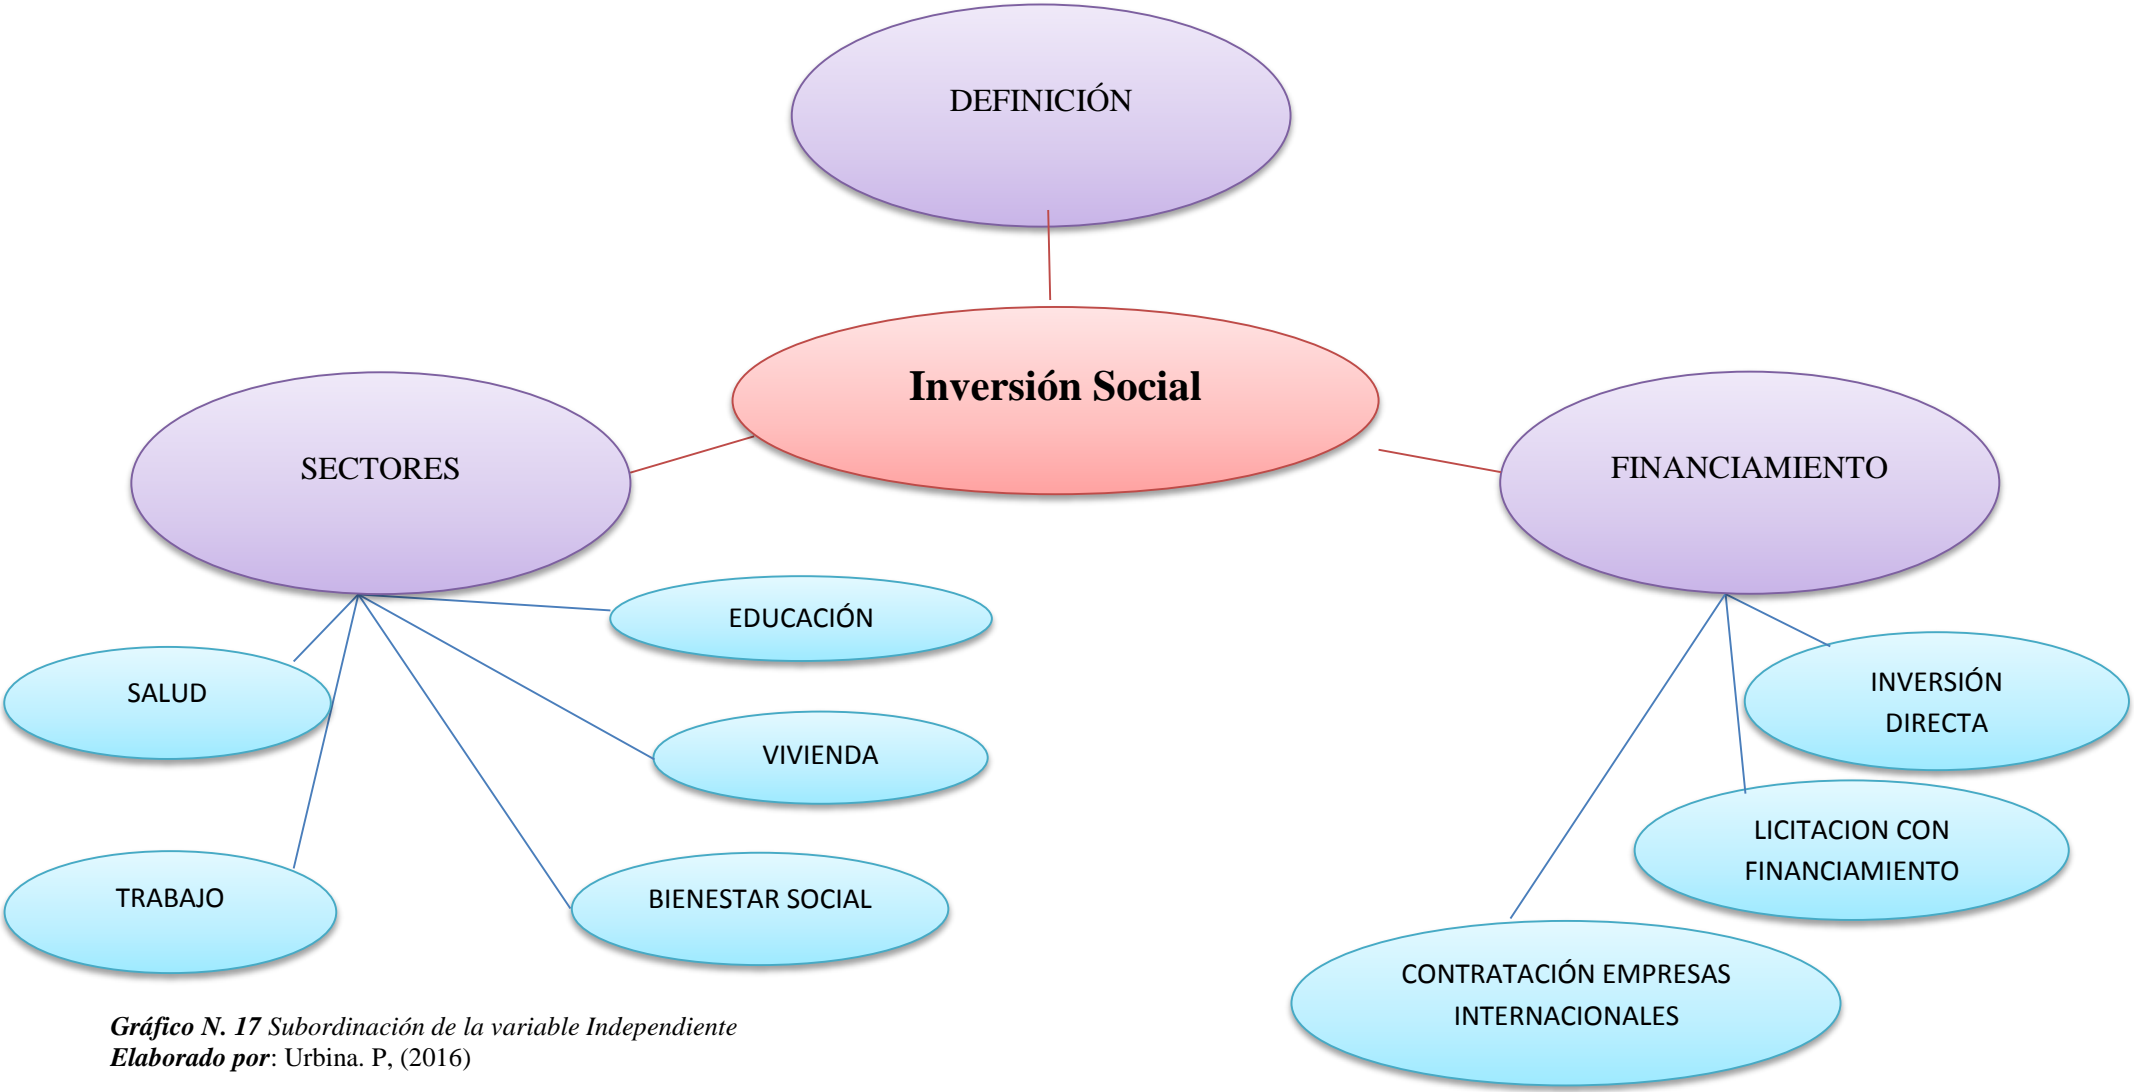 DEFINICIÓN
Inversión Social
SECTORES
FINANCIAMIENTO
EDUCACIÓN
SALUD
VIVIENDA
TRABAJO
BIENESTAR SOCIAL
INVERSIÓN
DIRECTA
LICITACION CON
FINANCIAMIENTO
CONTRATACIÓN EMPRESAS
INTERNACIONALES
Gráfico N. 17 Subordinación de la variable Independiente
Elaborado por: Urbina. P, (2016)